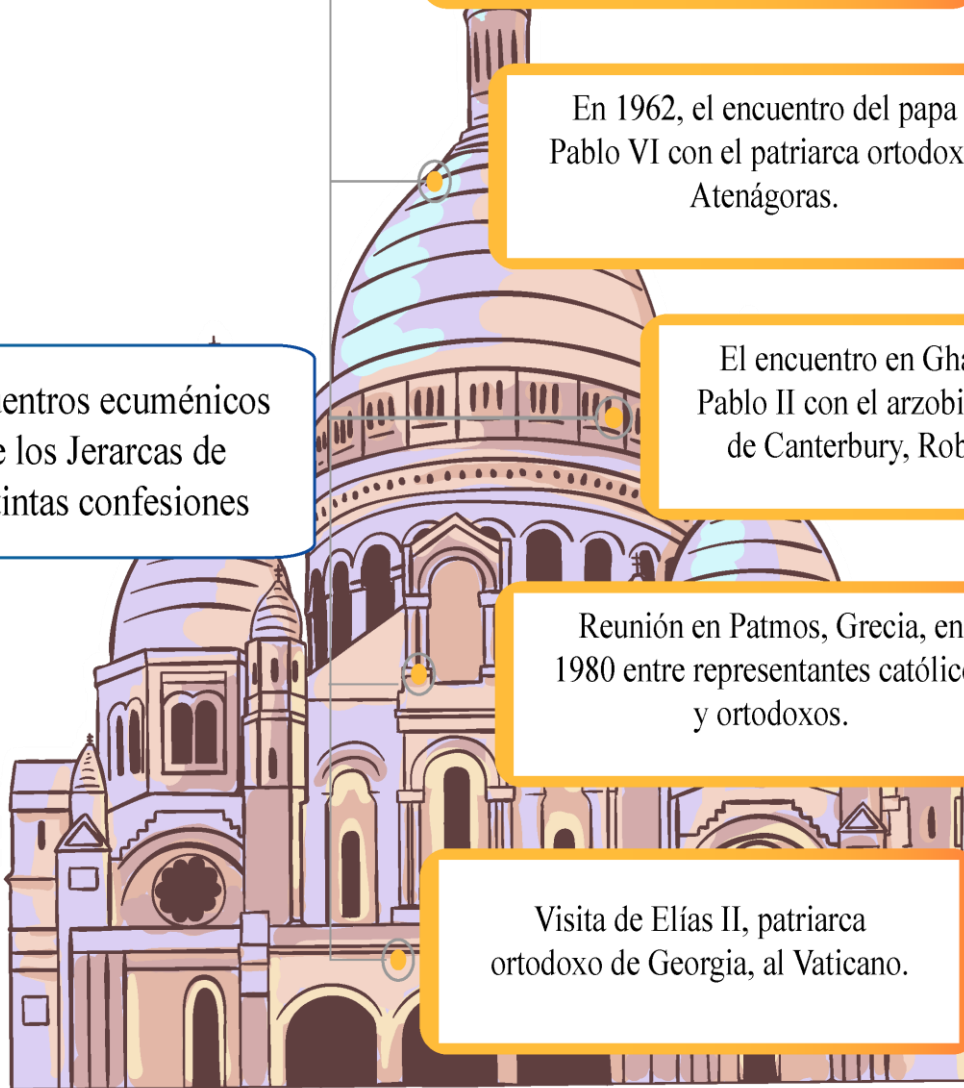 uentros ecuménicos
e los Jerarcas de
tintas confesiones
En 1962, el encuentro del papa
Pablo VI con el patriarca ortodox
Atenágoras.
El encuentro en Gha
Pablo II con el arzobi
de Canterbury, Rob
Reunión en Patmos, Grecia, en
1980 entre representantes católico
y ortodoxos.
Visita de Elías II, patriarca
ortodoxo de Georgia, al Vaticano.